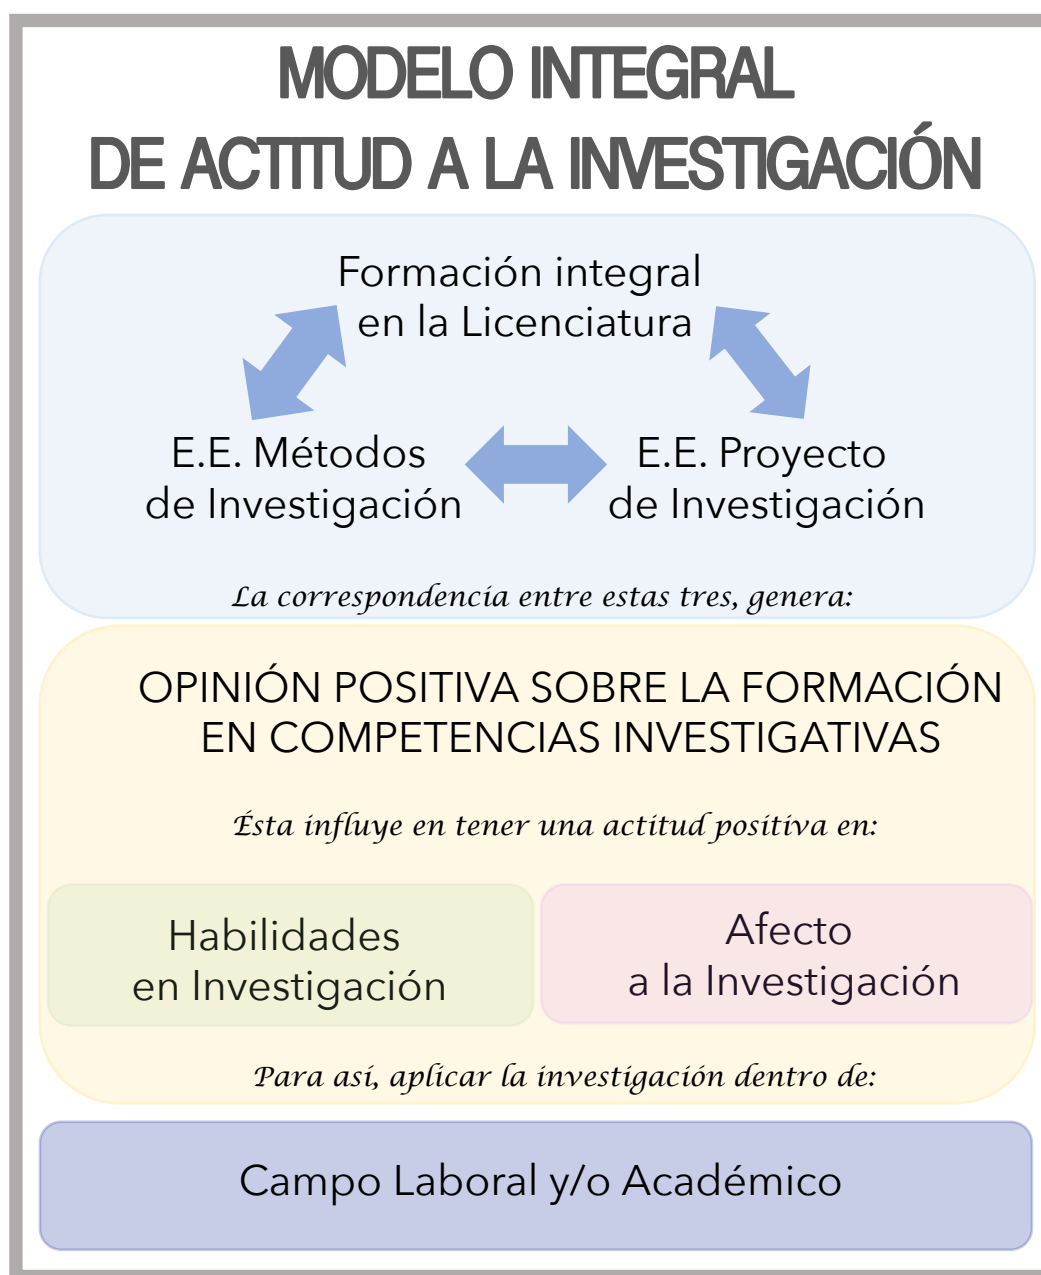 MODELO INTEGRAL
DE ACTITUD A LA INVESTIGACIÓN
Formación integral
en la Licenciatura
E.E. Métodos
de Investigación
E.E. Proyecto
de Investigación
La correspondencia entre estas tres, genera:
OPINIÓN POSITIVA SOBRE LA FORMACIÓN
EN COMPETENCIAS INVESTIGATIVAS
Ésta influye en tener una actitud positiva en:
Habilidades
en Investigación
Afecto
a la Investigación
Para así, aplicar la investigación dentro de:
Campo Laboral y/o Académico